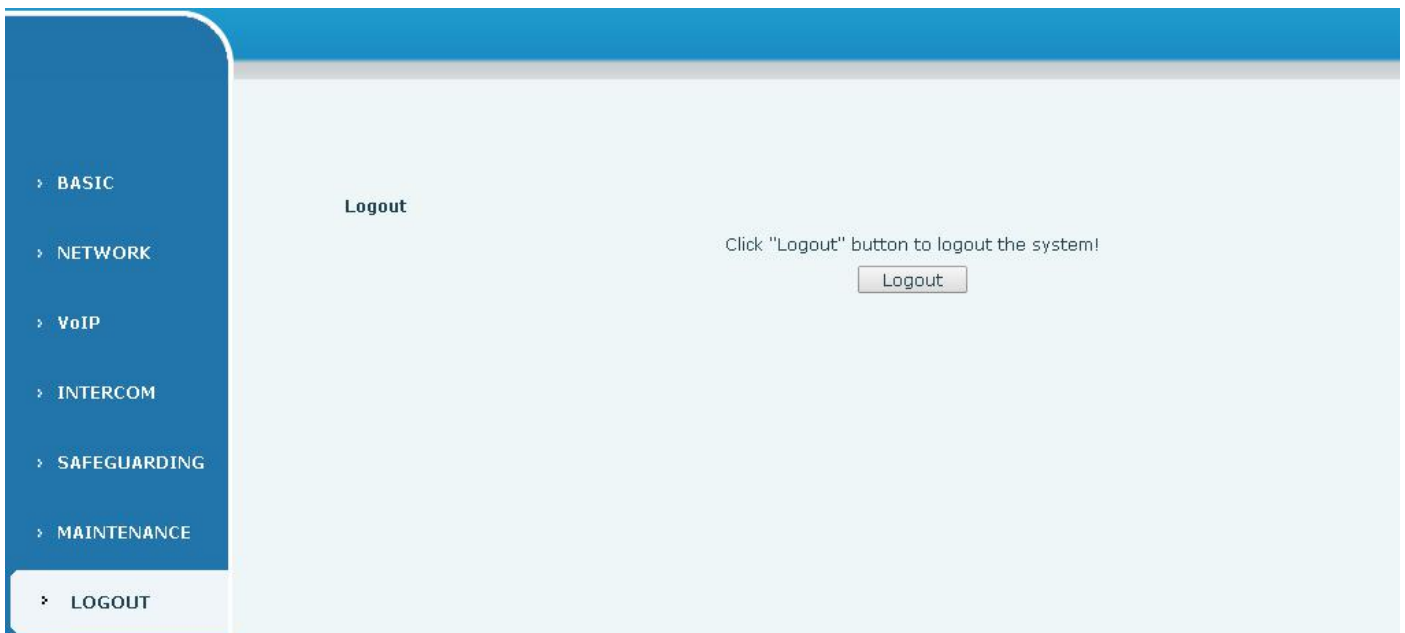 BASIC
NETWORK
VoIP
INTERCOM
SAFEGUARDING
MAINTENANCE
LOGOUT
Logout
Click "Logout" button to logout the system!
Logout